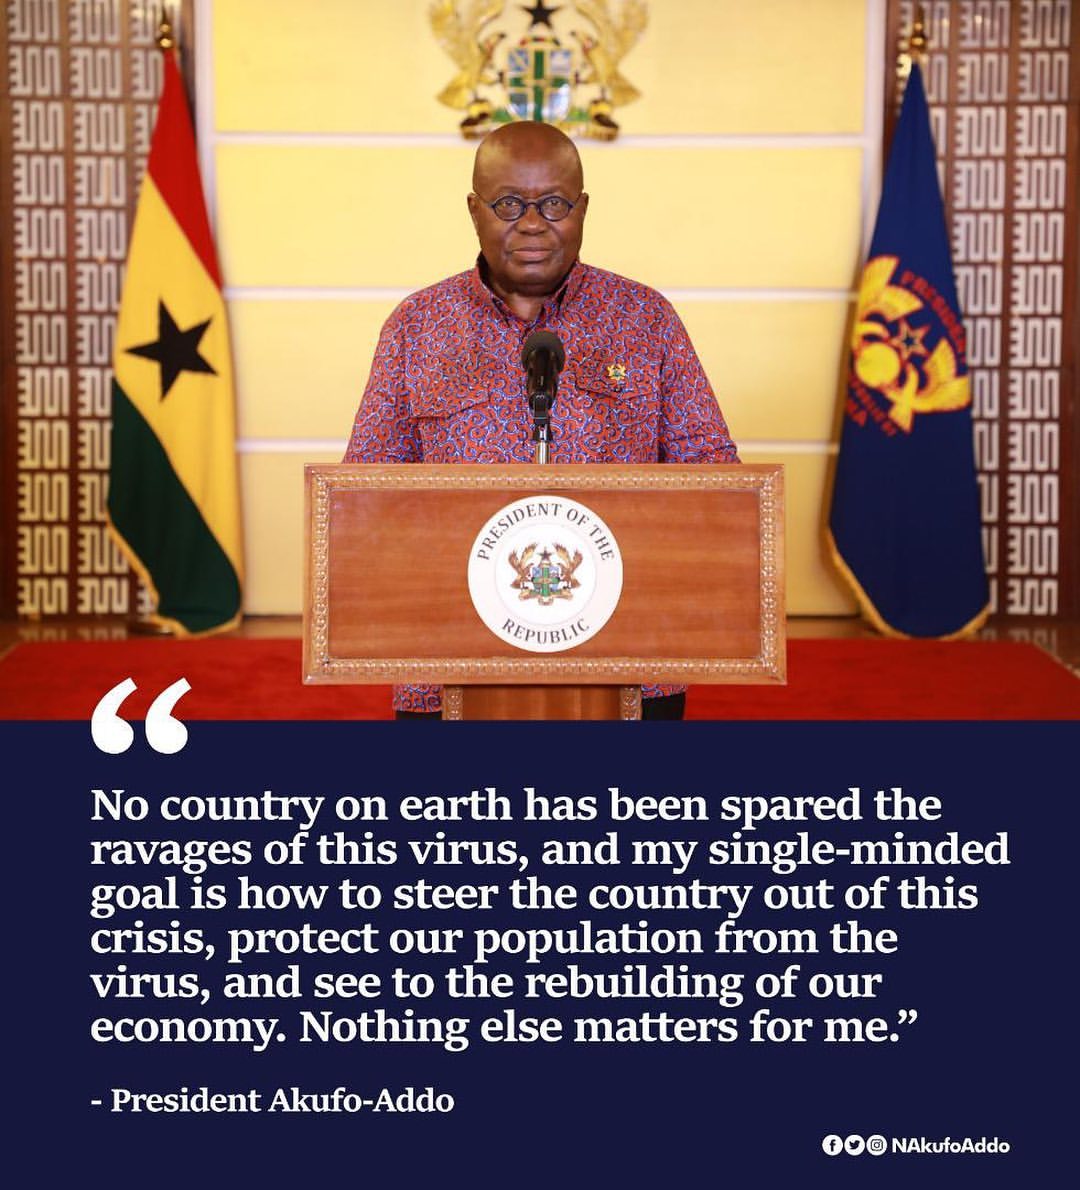 PRESIDENT OF THE
REPUBLIC
“
No country on earth has been spared the
ravages of this virus, and my single-minded
goal is how to steer the country out of this
crisis, protect our population from the
virus, and see to the rebuilding of our
economy. Nothing else matters for me.”
- President Akufo-Addo
NAkufoAddo